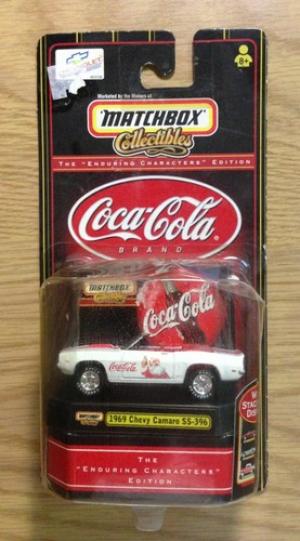 8+
Marketed by the Makers of
MATCHBOX
Collectibles
THE "ENDURING CHARACTERS" EDITION
Coca-Cola
BRAND
MATCHBOX
Collectibles
Coca-Cola
Coca-Cola
1969 Chevy Camaro SS-396
THE
"ENDURING CHARACTERS"
EDITION